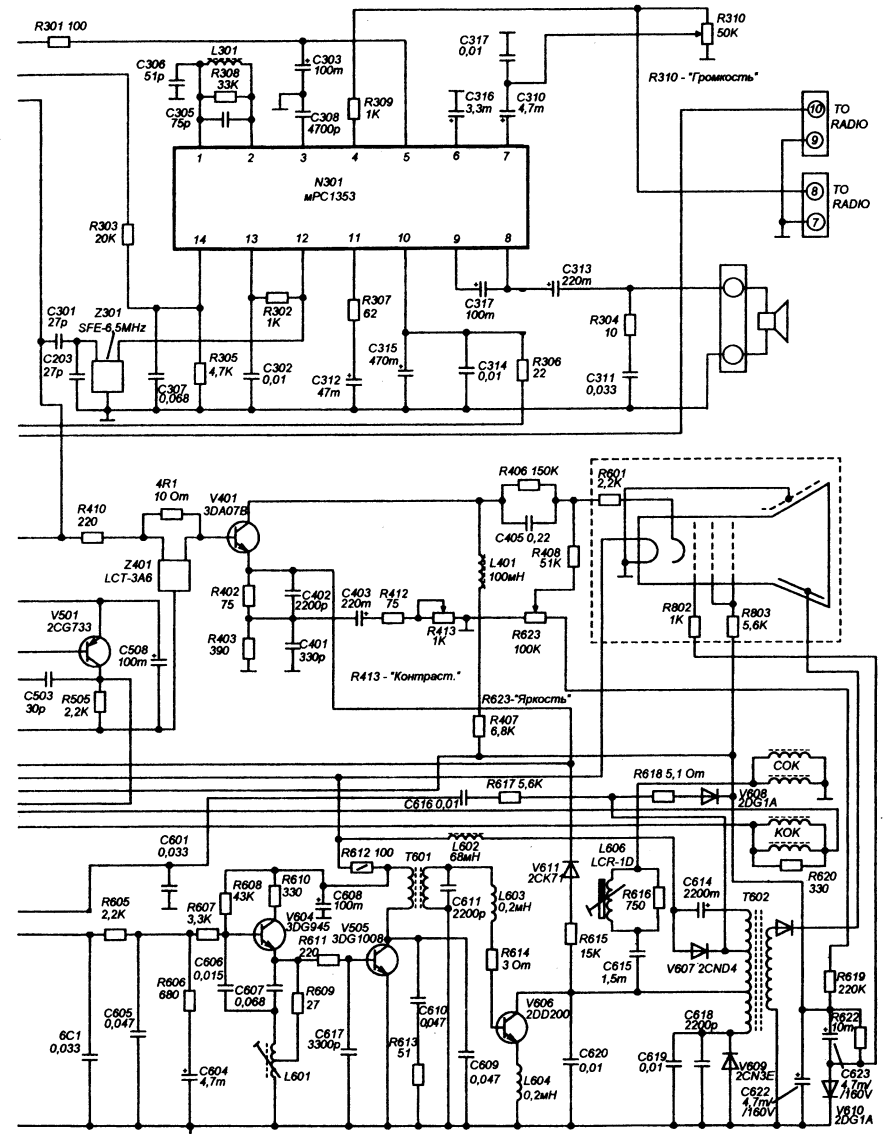 R301 100
C306
51p
L301
R308
33K
C305
75p
C303
100m
C308
4700p
R309
1K
C317
0,01
C316
3,3m
C310
4,7m
R310
50K
R310 - "Громкость"
10
9
TO
RADIO
8
7
TO
RADIO
1 2 3 4 5 6 7
N301
мPC1353
14 13 12 11 10 9 8
R303
20K
C301
27p
Z301
SFE-6,5MHz
C203
27p
C307
0,068
R305
4,7K
R302
1K
C302
0,01
R307
62
C312
47m
C315
470m
C317
100m
C314
0,01
R306
22
C313
220m
R304
10
C311
0,033
4R1
10 Om
R410
220
Z401
LCT-3A6
V401
3DA07B
R402
75
C402
2200p
C403
220m
R412
75
R413
1K
R403
390
C401
330p
R413 - "Контраст."
R406 150K
C405 0,22
L401
100мН
R408
51K
R623
100K
R623-"Яркость"
R407
6,8K
R601
2,2K
R802
1K
R803
5,6K
V501
2CG733
C508
100m
C503
30p
R505
2,2K
СОК
КОК
R617 5,6K
C616 0,01
R618 5,1 Om
V608
2DG1A
R620
330
C601
0,033
R605
2,2K
R607
3,3K
R608
43K
R610
330
R612 100
C608
100m
T601
L602
68мН
C611
2200p
L603
0,2мН
V611
2CK71
L606
LCR-1D
R616
750
C614
2200m
T602
V604
3DG945
R611
220
V505
3DG1008
R614
3 Om
R615
15K
C615
1,5m
V607 2CND4
R619
220K
R606
680
C606
0,015
C607
0,068
R609
27
C610
0,047
V606
2DD200
C618
2200p
R622
10m
6C1
0,033
C605
0,047
C604
4,7m
L601
C617
3300p
R613
51
C609
0,047
L604
0,2мН
C620
0,01
C619
0,01
V609
2CN3E
C622
4,7m/
/160V
C623
4,7m/
/160V
V610
2DG1A